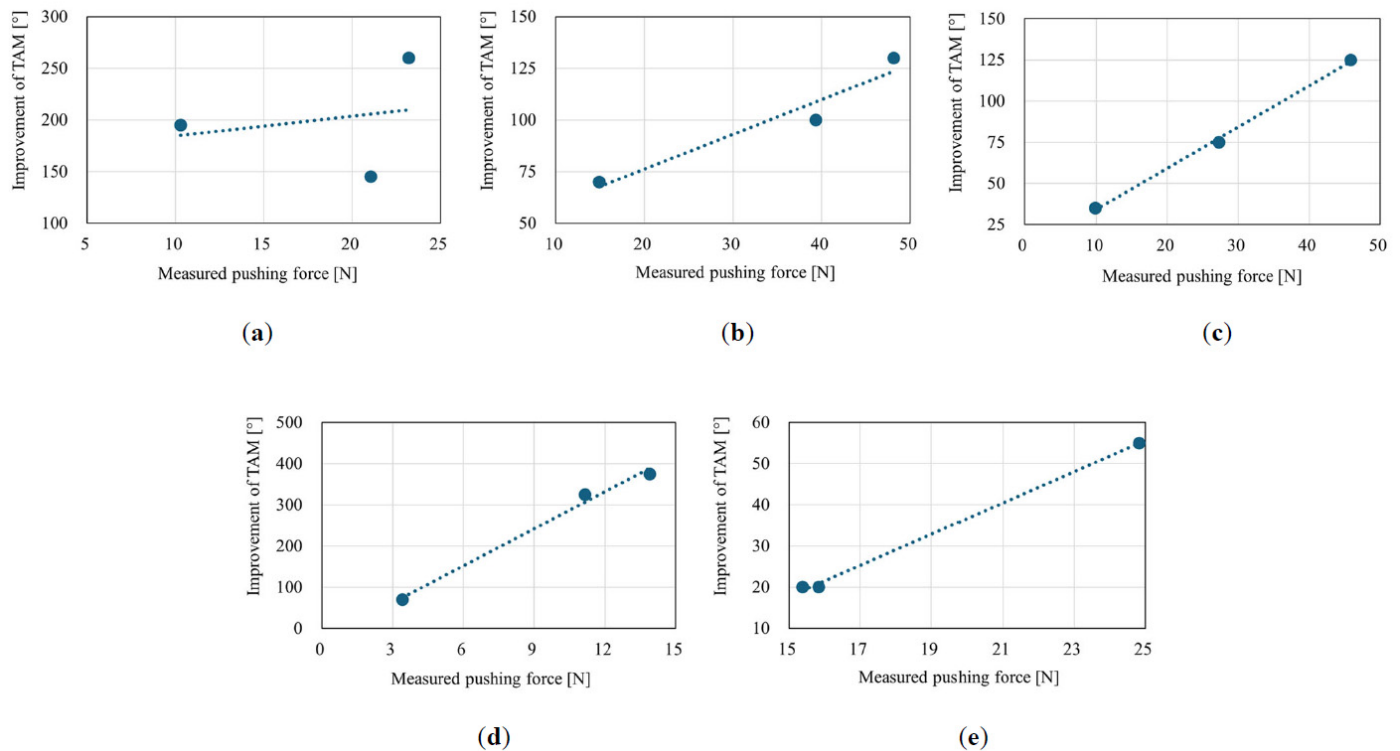 Improvement of TAM [°]
300
250
200
150
100
5 10 15 20 25
Measured pushing force [N]
(a)
Improvement of TAM [°]
150
125
100
75
50
10 20 30 40 50
Measured pushing force [N]
(b)
Improvement of TAM [°]
150
125
100
75
50
25
0 10 20 30 40 50
Measured pushing force [N]
(c)
Improvement of TAM [°]
500
400
300
200
100
0
0 3 6 9 12 15
Measured pushing force [N]
(d)
Improvement of TAM [°]
60
50
40
30
20
10
15 17 19 21 23 25
Measured pushing force [N]
(e)